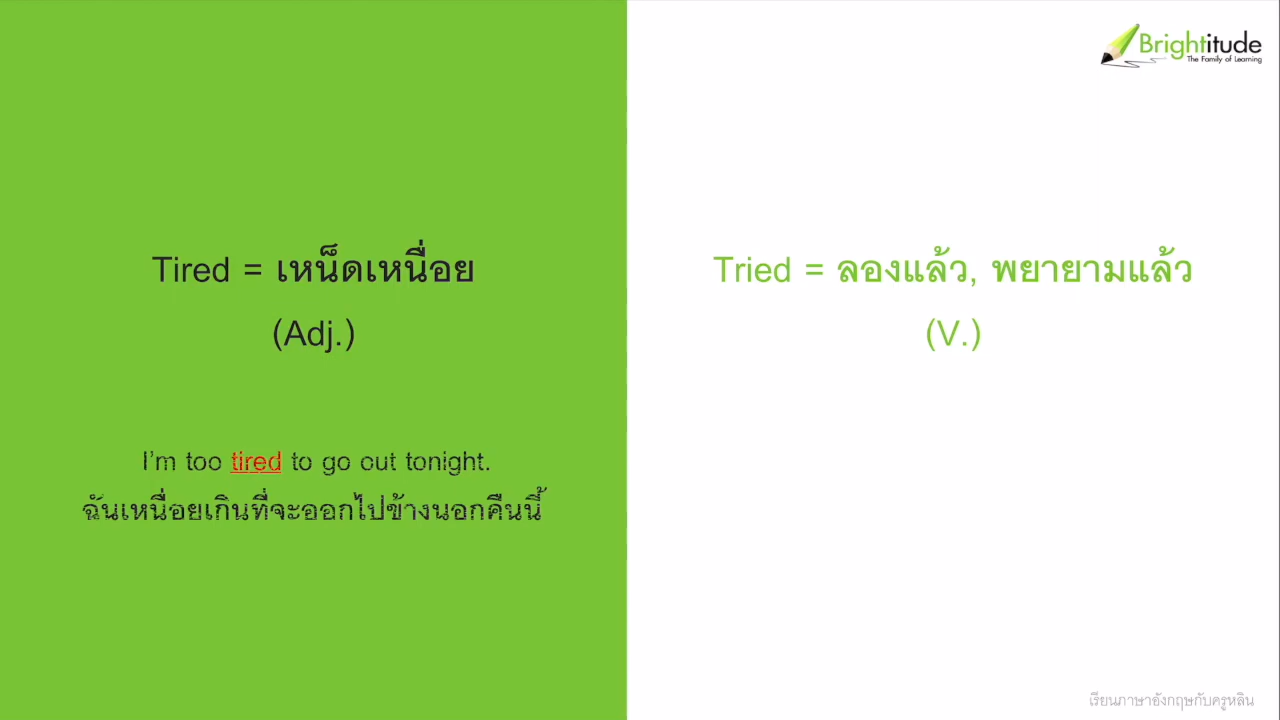 Brightitude
The Family of Learning
Tired = เหน็ดเหนื่อย
(Adj.)
I'm too tired to go out tonight.
ฉันเหนื่อยเกินที่จะออกไปข้างนอกคืนนี้
Tried = ลองแล้ว, พยายามแล้ว
(V.)
เรียนภาษาอังกฤษกับครูหลิน